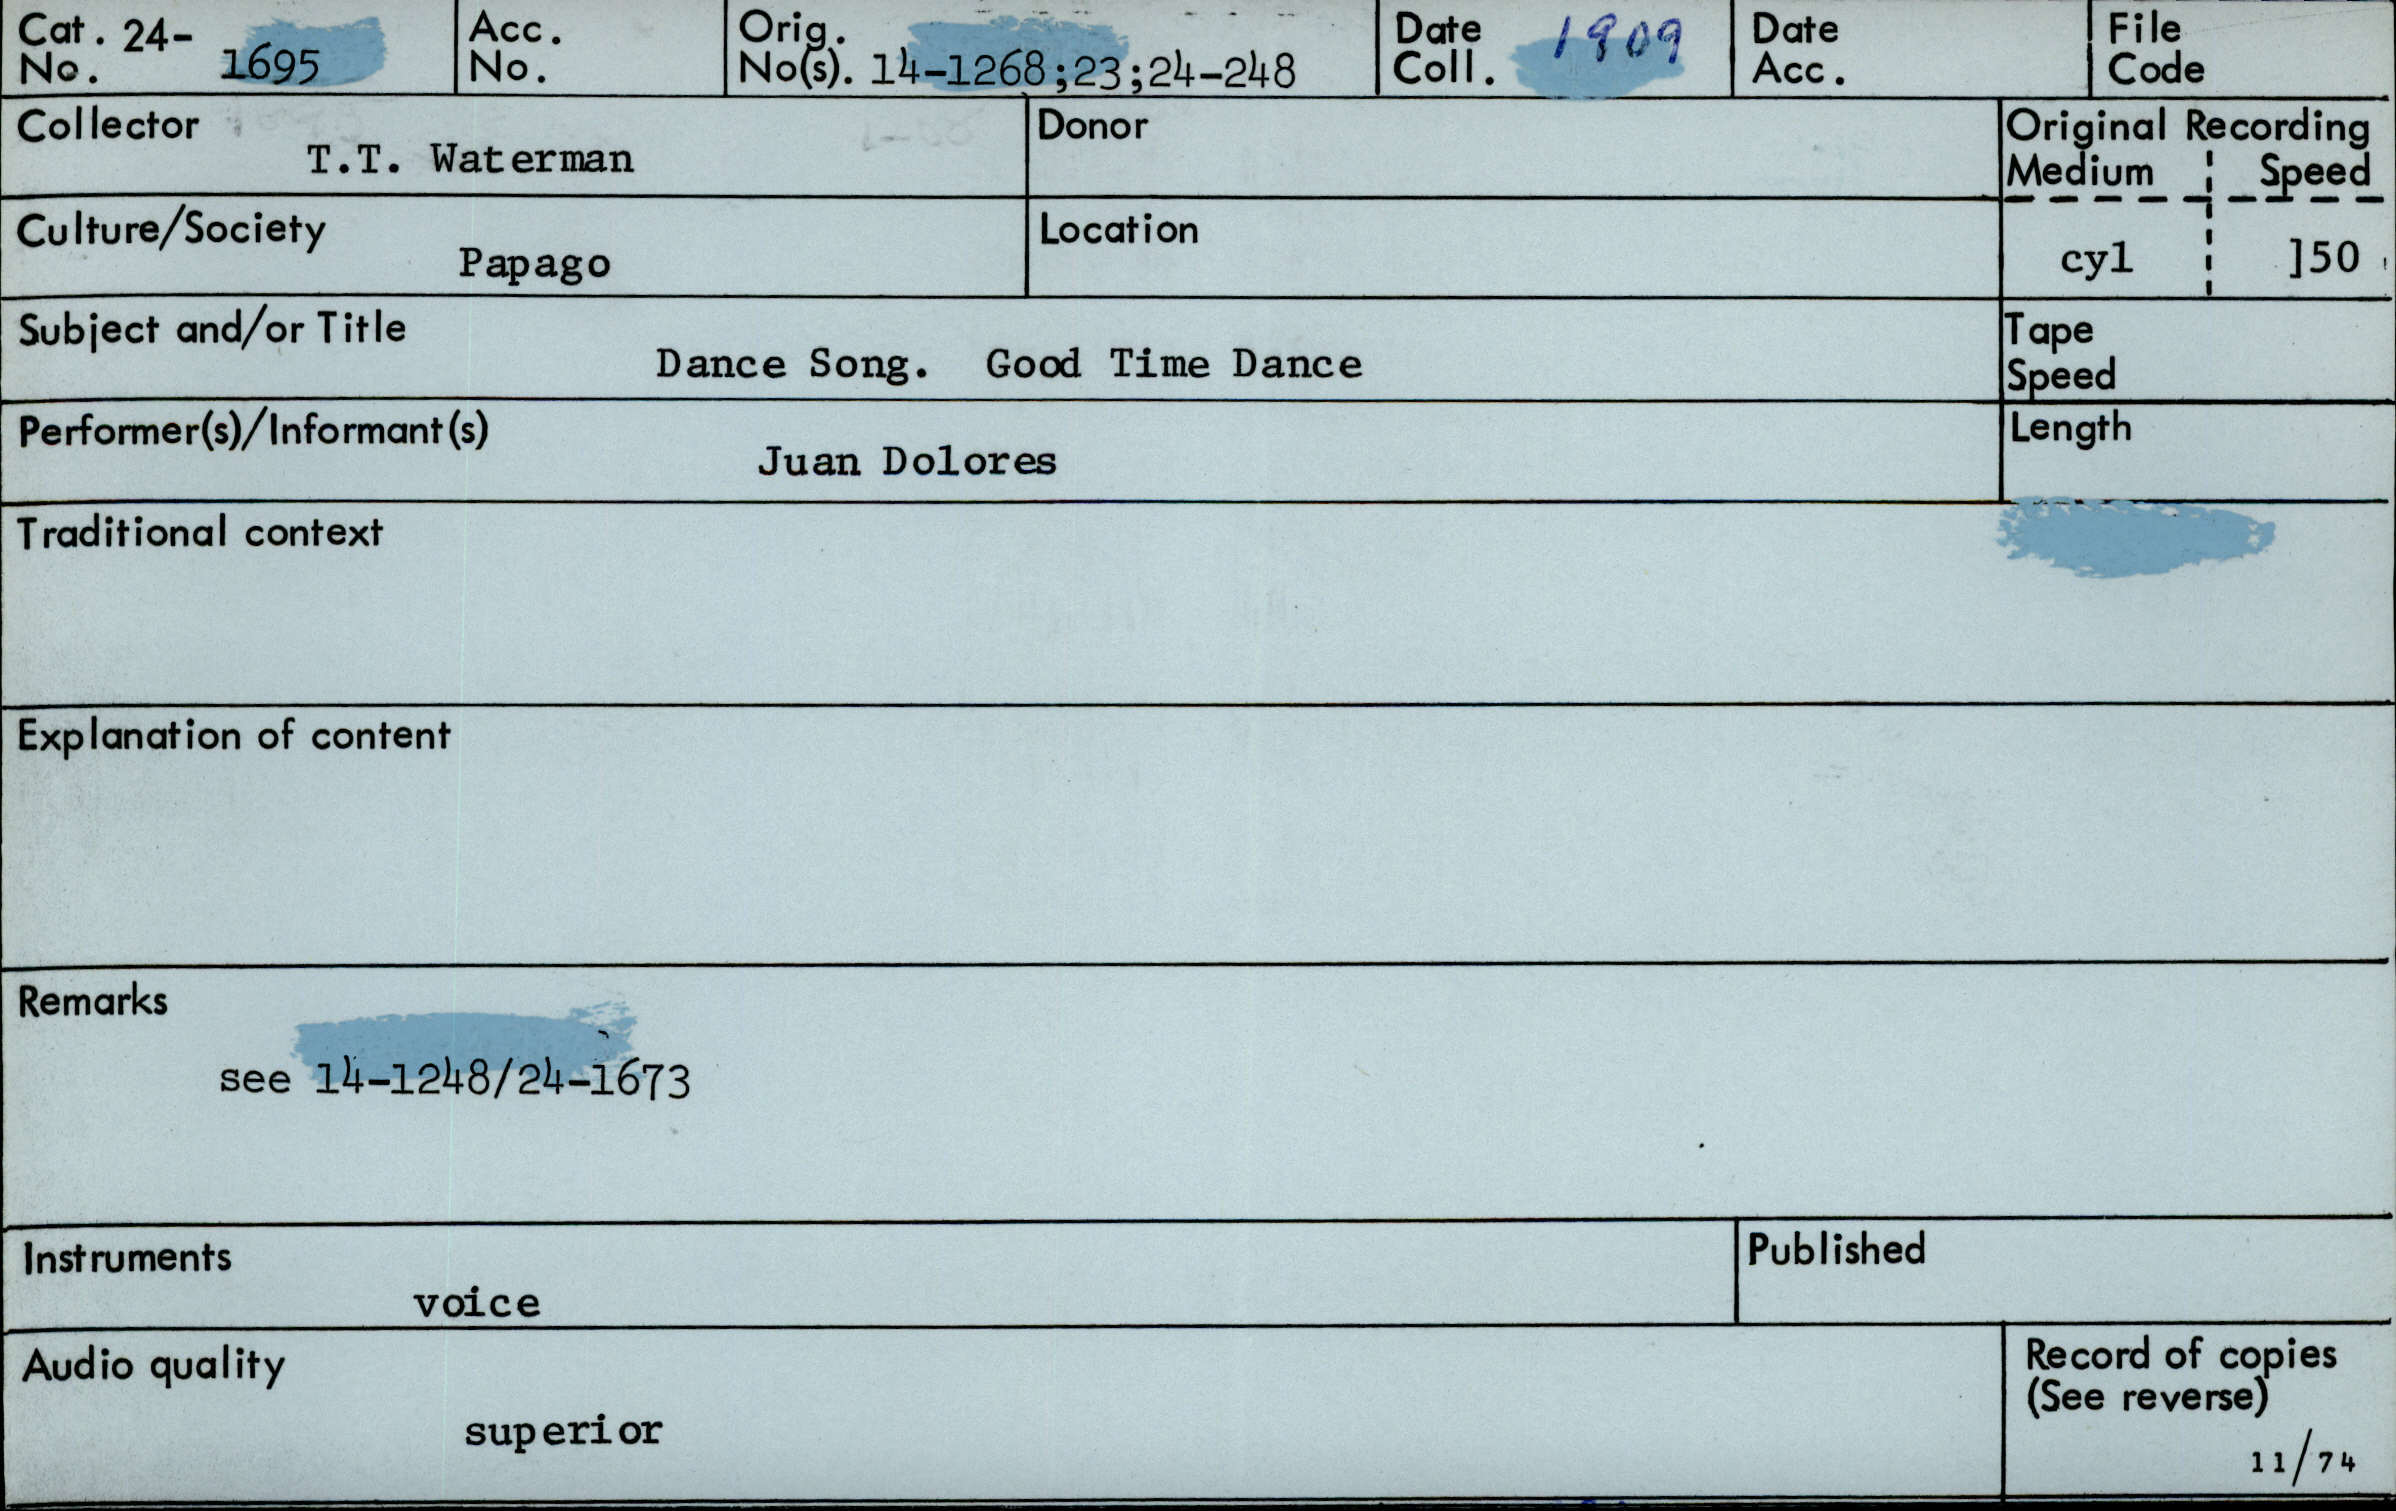 Cat. 24-
No. 1695
Acc.
No.
Orig.
No(s). 14-1268;23;24-248
Date 1909
Coll.
Date
Acc.
File
Code
Collector
T.T. Waterman
Donor
Original Recording
Medium Speed
cyl ]50
Culture/Society
Papago
Location
Subject and/or Title
Dance Song. Good Time Dance
Tape
Speed
Performer(s)/Informant(s)
Juan Dolores
Length
Traditional context
Explanation of content
Remarks
see 14-1248/24-1673
Instruments
voice
Published
Audio quality
superior
Record of copies
(See reverse)
11/74